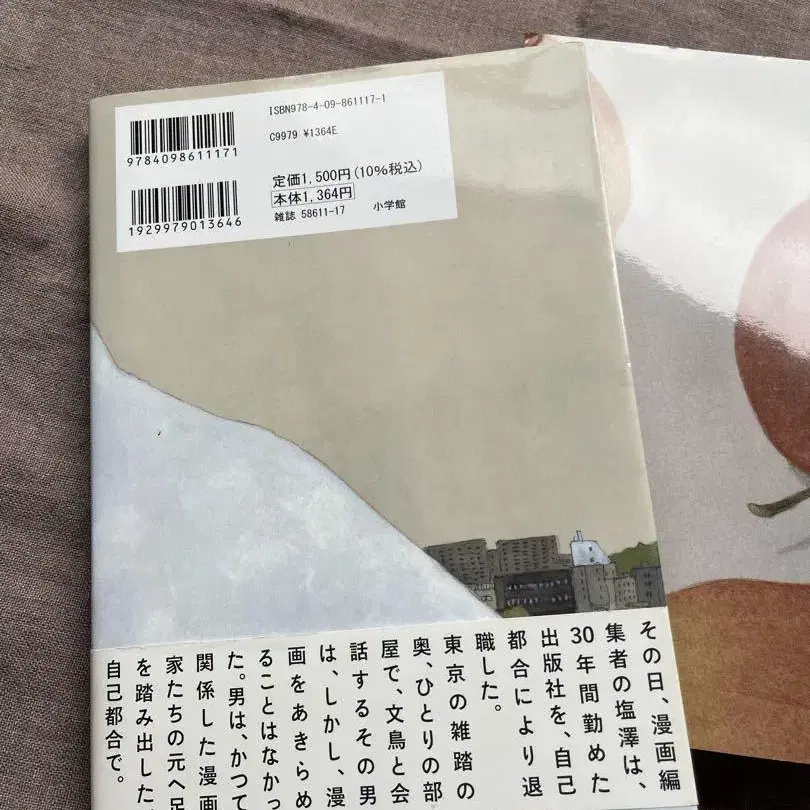 ISBN978-4-09-861117-1
C9979 ¥1364E
9784098611171
定価1,500円(10%税込)
本体1,364円
雑誌 58611-17 小学館
1929979013646
その日、漫画編
集者の塩澤は、
30年間勤めた
出版社を、自己
都合により退
職した。
東京の雑踏の
奥、ひとりの部
屋で、文鳥と会
話するその男
は、しかし、漫
画をあきらめ
ることはなかっ
た。男は、かつて
関係した漫画
家たちの元へ足
を踏み出した
自己都合で。